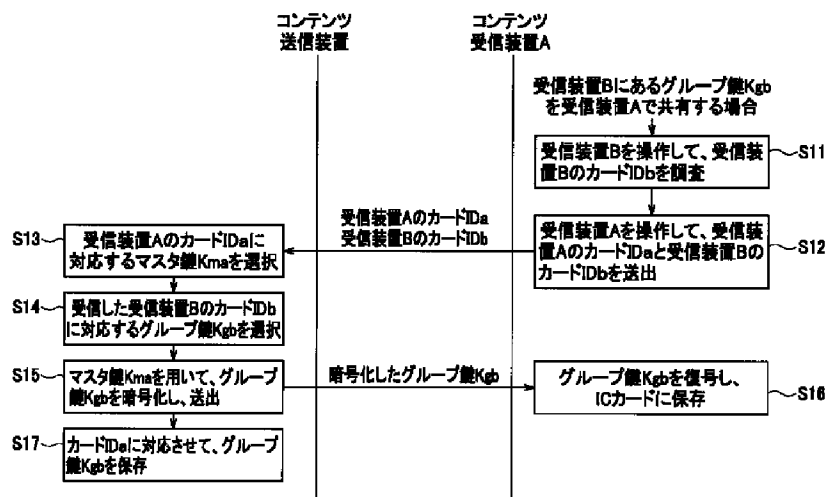 コンテンツ
送信装置
コンテンツ
受信装置A
受信装置Bにあるグループ鍵Kgb
を受信装置Aで共有する場合
S11
受信装置Bを操作して、受信装
置BのカードIDbを調査
受信装置AのカードIDa
受信装置BのカードIDb
S12
受信装置Aを操作して、受信装
置AのカードIDaと受信装置Bの
カードIDbを送出
S13
受信装置AのカードIDaに
対応するマスタ鍵Kmaを選択
S14
受信した受信装置BのカードIDb
に対応するグループ鍵Kgbを選択
S15
マスタ鍵Kmaを用いて、グループ
鍵Kgbを暗号化し、送出
暗号化したグループ鍵Kgb
グループ鍵Kgbを復号し、
ICカードに保存
S16
S17
カードIDaに対応させて、グループ
鍵Kgbを保存